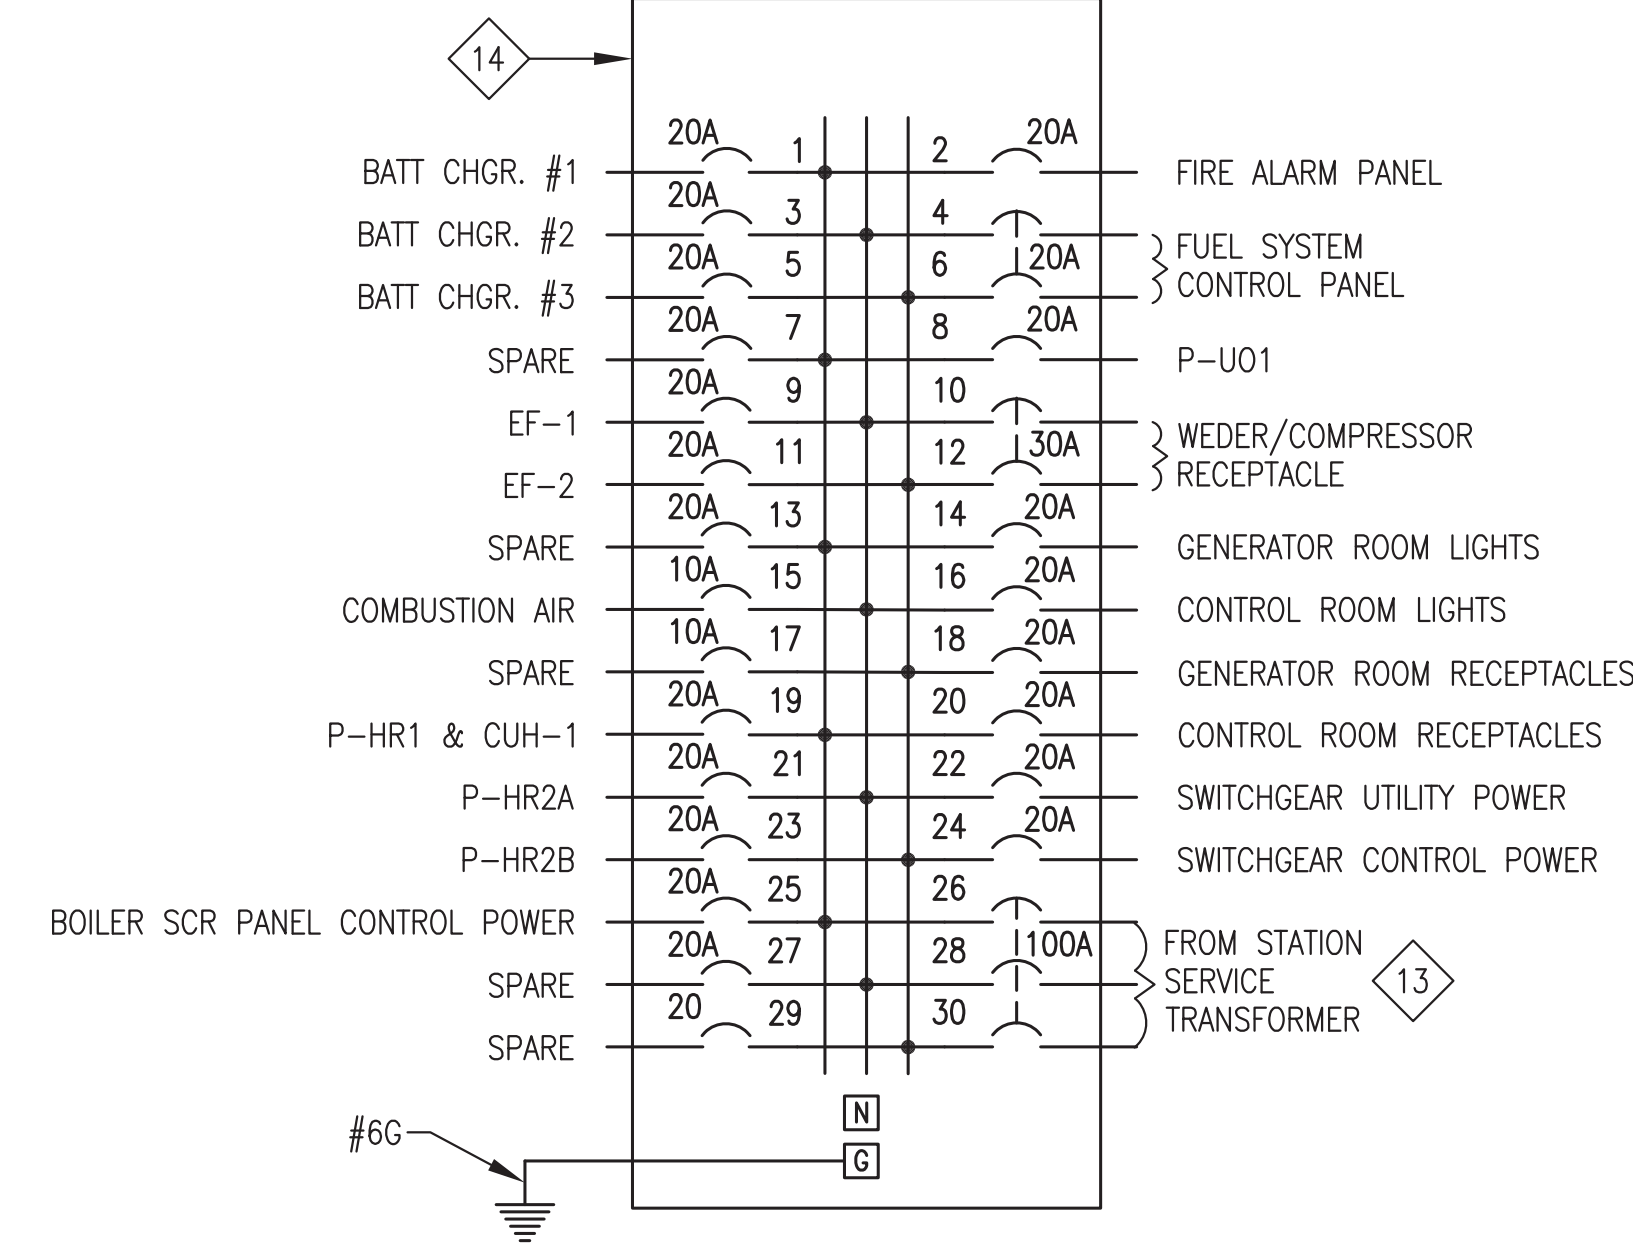 14
BATT CHGR. #1 20A 1 2 20A FIRE ALARM PANEL
BATT CHGR. #2 20A 3 4 FUEL SYSTEM
BATT CHGR. #3 20A 5 6 20A CONTROL PANEL
SPARE 20A 7 8 20A P-U01
EF-1 20A 9 10 WEDER/COMPRESSOR
EF-2 20A 11 12 30A RECEPTACLE
SPARE 20A 13 14 20A GENERATOR ROOM LIGHTS
COMBUSTION AIR 10A 15 16 20A CONTROL ROOM LIGHTS
SPARE 10A 17 18 20A GENERATOR ROOM RECEPTACLES
P-HR1 & CUH-1 20A 19 20 20A CONTROL ROOM RECEPTACLES
P-HR2A 20A 21 22 20A SWITCHGEAR UTILITY POWER
P-HR2B 20A 23 24 20A SWITCHGEAR CONTROL POWER
BOILER SCR PANEL CONTROL POWER 20A 25 26 FROM STATION
SPARE 20A 27 28 100A SERVICE 13
SPARE 20 29 30 TRANSFORMER
N
#6G
G